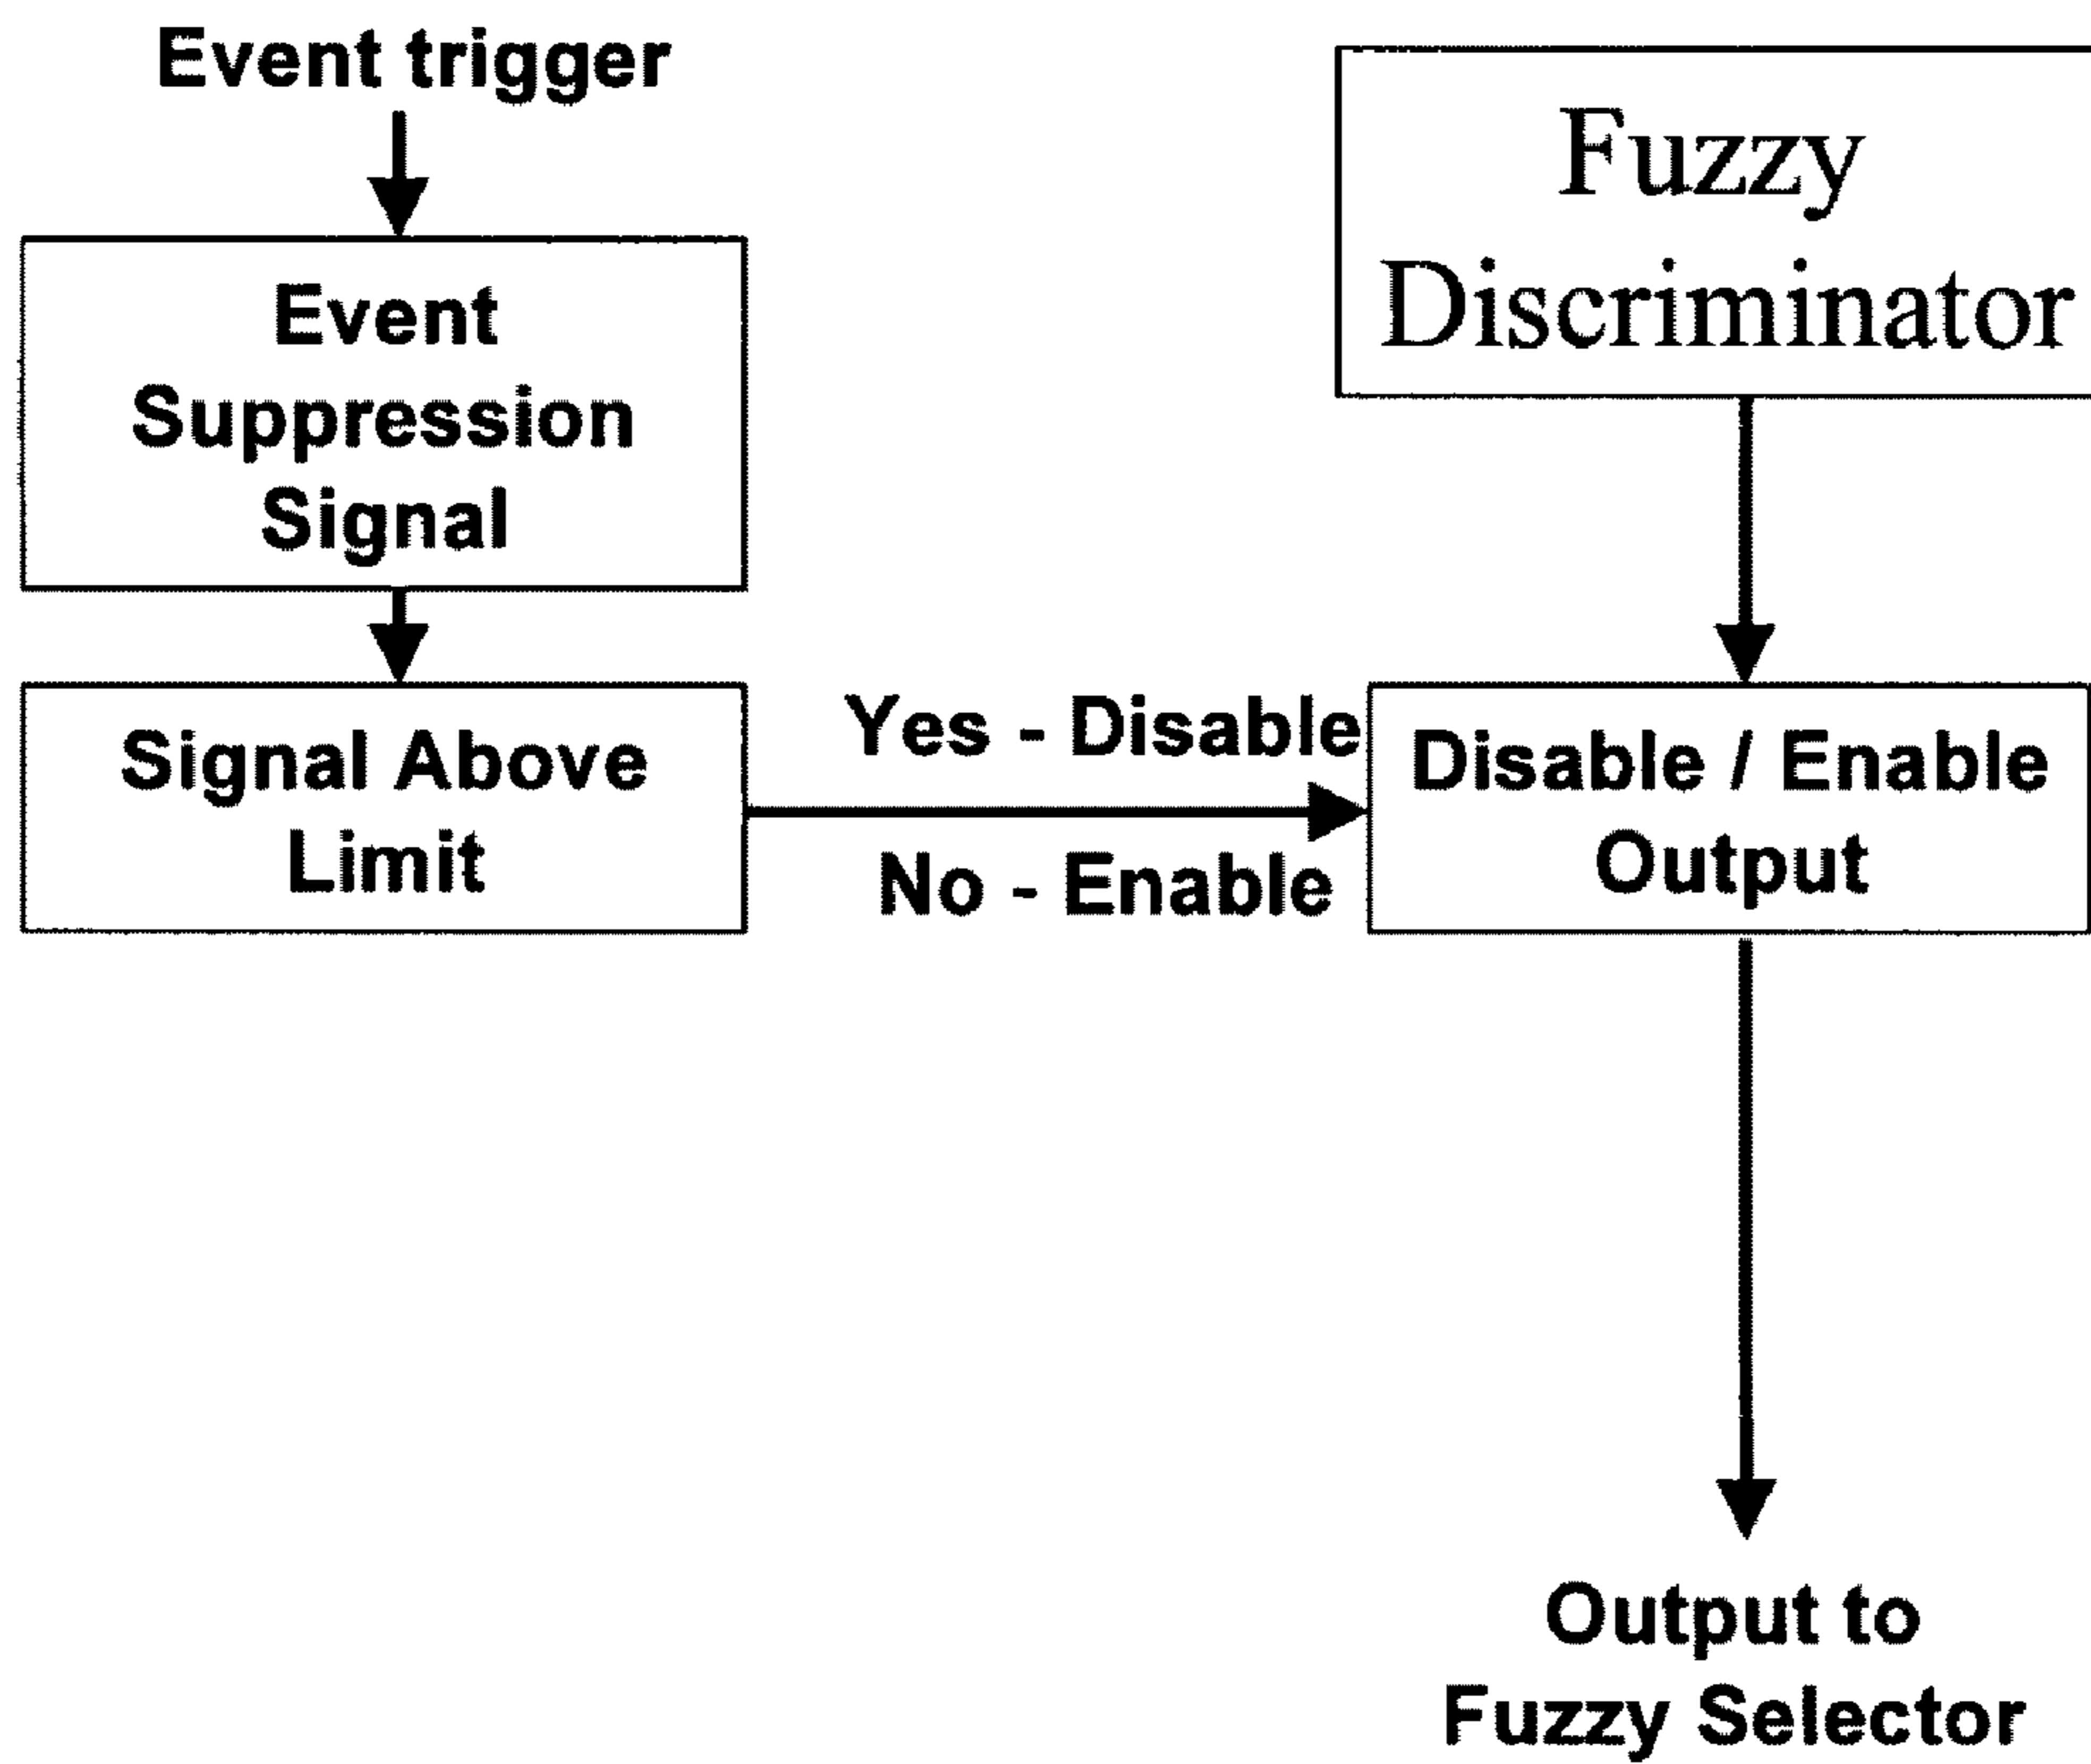 Event trigger
Event
Suppression
Signal
Signal Above
Limit
Yes - Disable
No - Enable
Fuzzy
Discriminator
Disable / Enable
Output
Output to
Fuzzy Selector